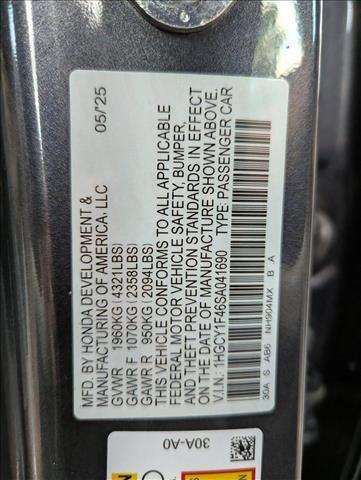 MFD. BY HONDA DEVELOPMENT & 05/'25
MANUFACTURING OF AMERICA, LLC
GVWR 1960KG (4321LBS)
GAWR F 1070KG (2358LBS)
GAWR R 950KG (2094LBS)
THIS VEHICLE CONFORMS TO ALL APPLICABLE
FEDERAL MOTOR VEHICLE SAFETY, BUMPER,
AND THEFT PREVENTION STANDARDS IN EFFECT
ON THE DATE OF MANUFACTURE SHOWN ABOVE.
V.I.N.: 1HGCY1F46SA041690 TYPE: PASSENGER CAR
30A S AB6 NH904MX B A
30A-A0